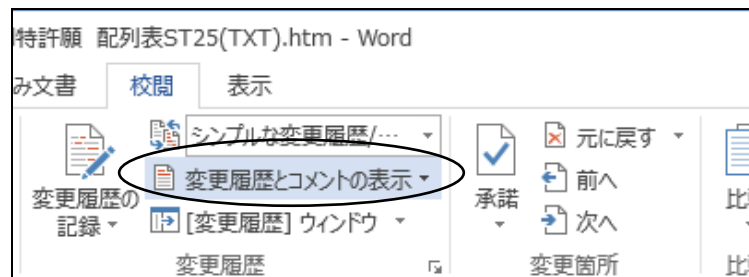 特許願 配列表ST25(TXT).htm - Word
み文書 校閲 表示
シンプルな変更履歴/…
変更履歴とコメントの表示
[変更履歴] ウィンドウ
変更履歴の
記録
変更履歴
承諾
元に戻す
前へ
次へ
変更箇所
比